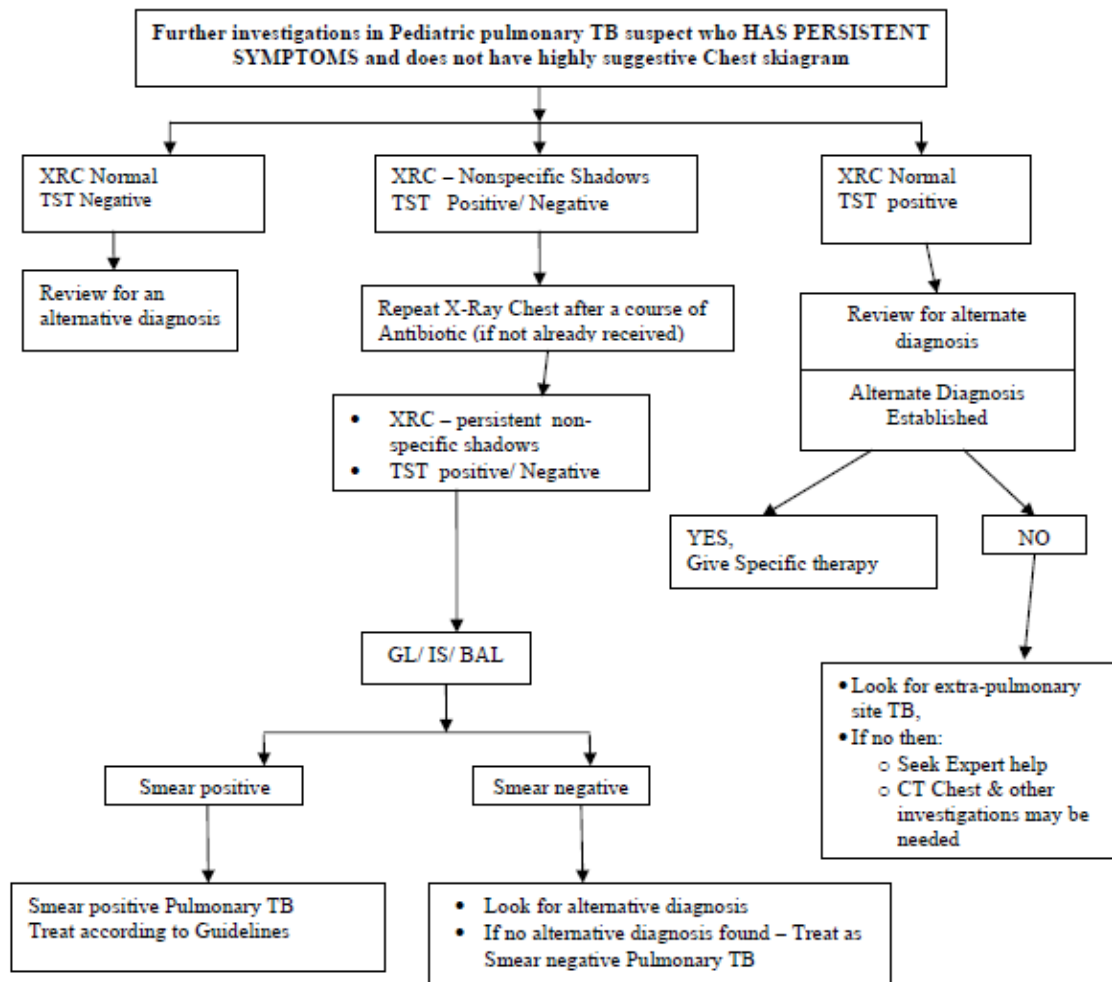 Further investigations in Pediatric pulmonary TB suspect who HAS PERSISTENT
SYMPTOMS and does not have highly suggestive Chest skiagram
XRC Normal
TST Negative
XRC – Nonspecific Shadows
TST Positive/ Negative
XRC Normal
TST positive
Review for an
alternative diagnosis
Repeat X-Ray Chest after a course of
Antibiotic (if not already received)
Review for alternate
diagnosis
Alternate Diagnosis
Established
• XRC – persistent non-
specific shadows
• TST positive/ Negative
YES,
Give Specific therapy
NO
GL/ IS/ BAL
• Look for extra-pulmonary
site TB,
• If no then:
o Seek Expert help
o CT Chest & other
investigations may be
needed
Smear positive
Smear negative
Smear positive Pulmonary TB
Treat according to Guidelines
• Look for alternative diagnosis
• If no alternative diagnosis found – Treat as
Smear negative Pulmonary TB